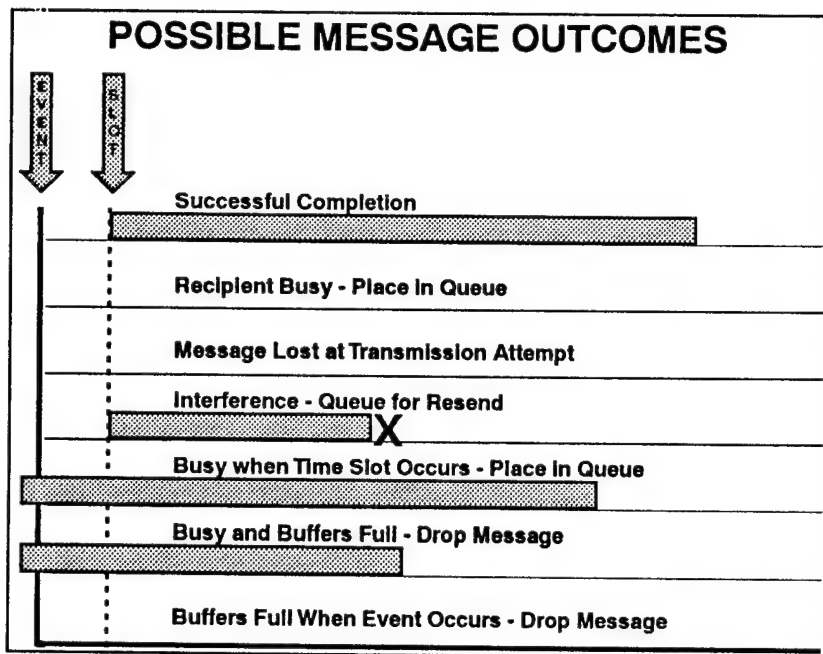 POSSIBLE MESSAGE OUTCOMES
EVENT
SLOT
Successful Completion
Recipient Busy - Place in Queue
Message Lost at Transmission Attempt
Interference - Queue for Resend
X
Busy when Time Slot Occurs - Place in Queue
Busy and Buffers Full - Drop Message
Buffers Full When Event Occurs - Drop Message